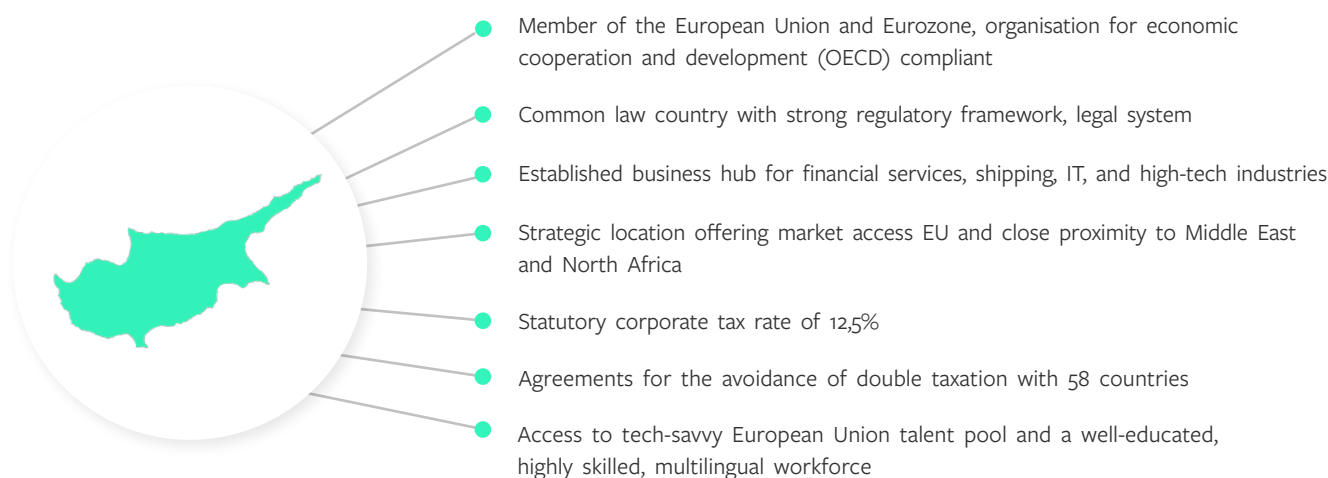 Member of the European Union and Eurozone, organisation for economic
cooperation and development (OECD) compliant
Common law country with strong regulatory framework, legal system
Established business hub for financial services, shipping, IT, and high-tech industries
Strategic location offering market access EU and close proximity to Middle East
and North Africa
Statutory corporate tax rate of 12,5%
Agreements for the avoidance of double taxation with 58 countries
Access to tech-savvy European Union talent pool and a well-educated,
highly skilled, multilingual workforce